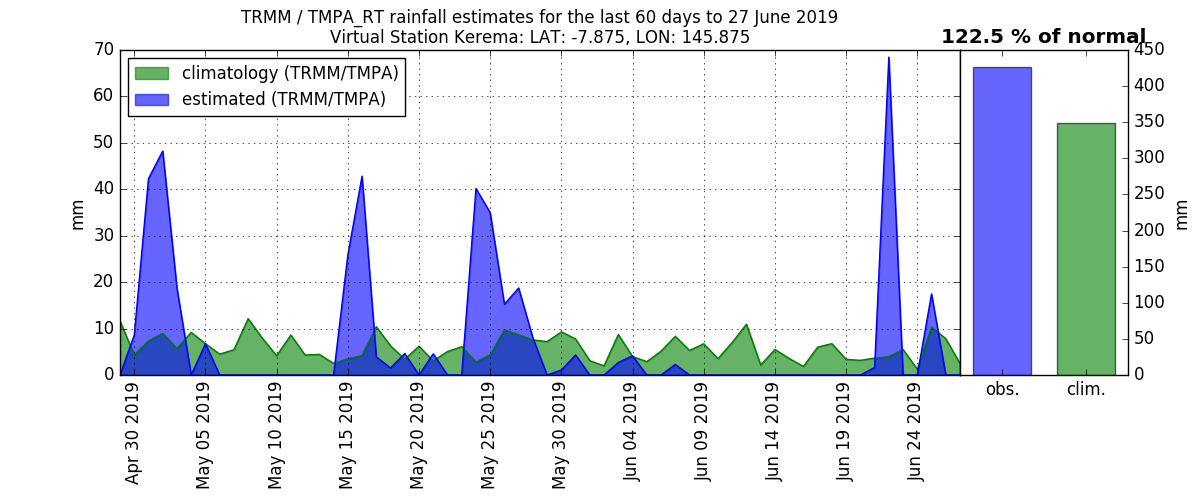 TRMM / TMPA_RT rainfall estimates for the last 60 days to 27 June 2019
Virtual Station Kerema: LAT: -7.875, LON: 145.875
122.5 % of normal
climatology (TRMM/TMPA)
estimated (TRMM/TMPA)
70
60
50
40
30
20
10
0
mm
Apr 30 2019
May 05 2019
May 10 2019
May 15 2019
May 20 2019
May 25 2019
May 30 2019
Jun 04 2019
Jun 09 2019
Jun 14 2019
Jun 19 2019
Jun 24 2019
obs.
clim.
450
400
350
300
250
200
150
100
50
0
mm